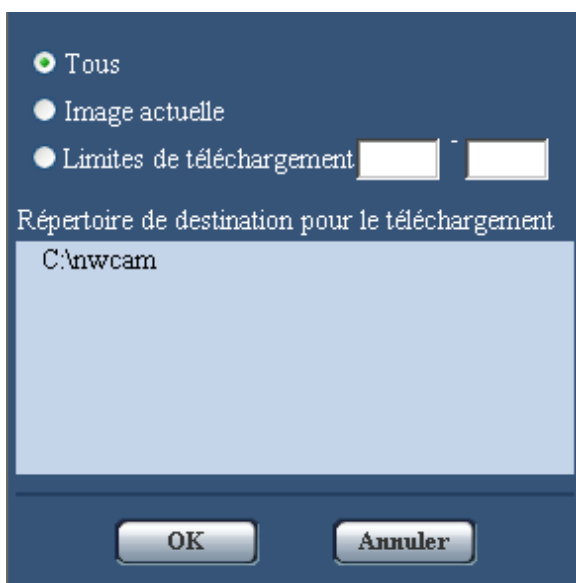 Tous
Image actuelle
Limites de téléchargement -
Répertoire de destination pour le téléchargement
C:\nwcam
OK Annuler